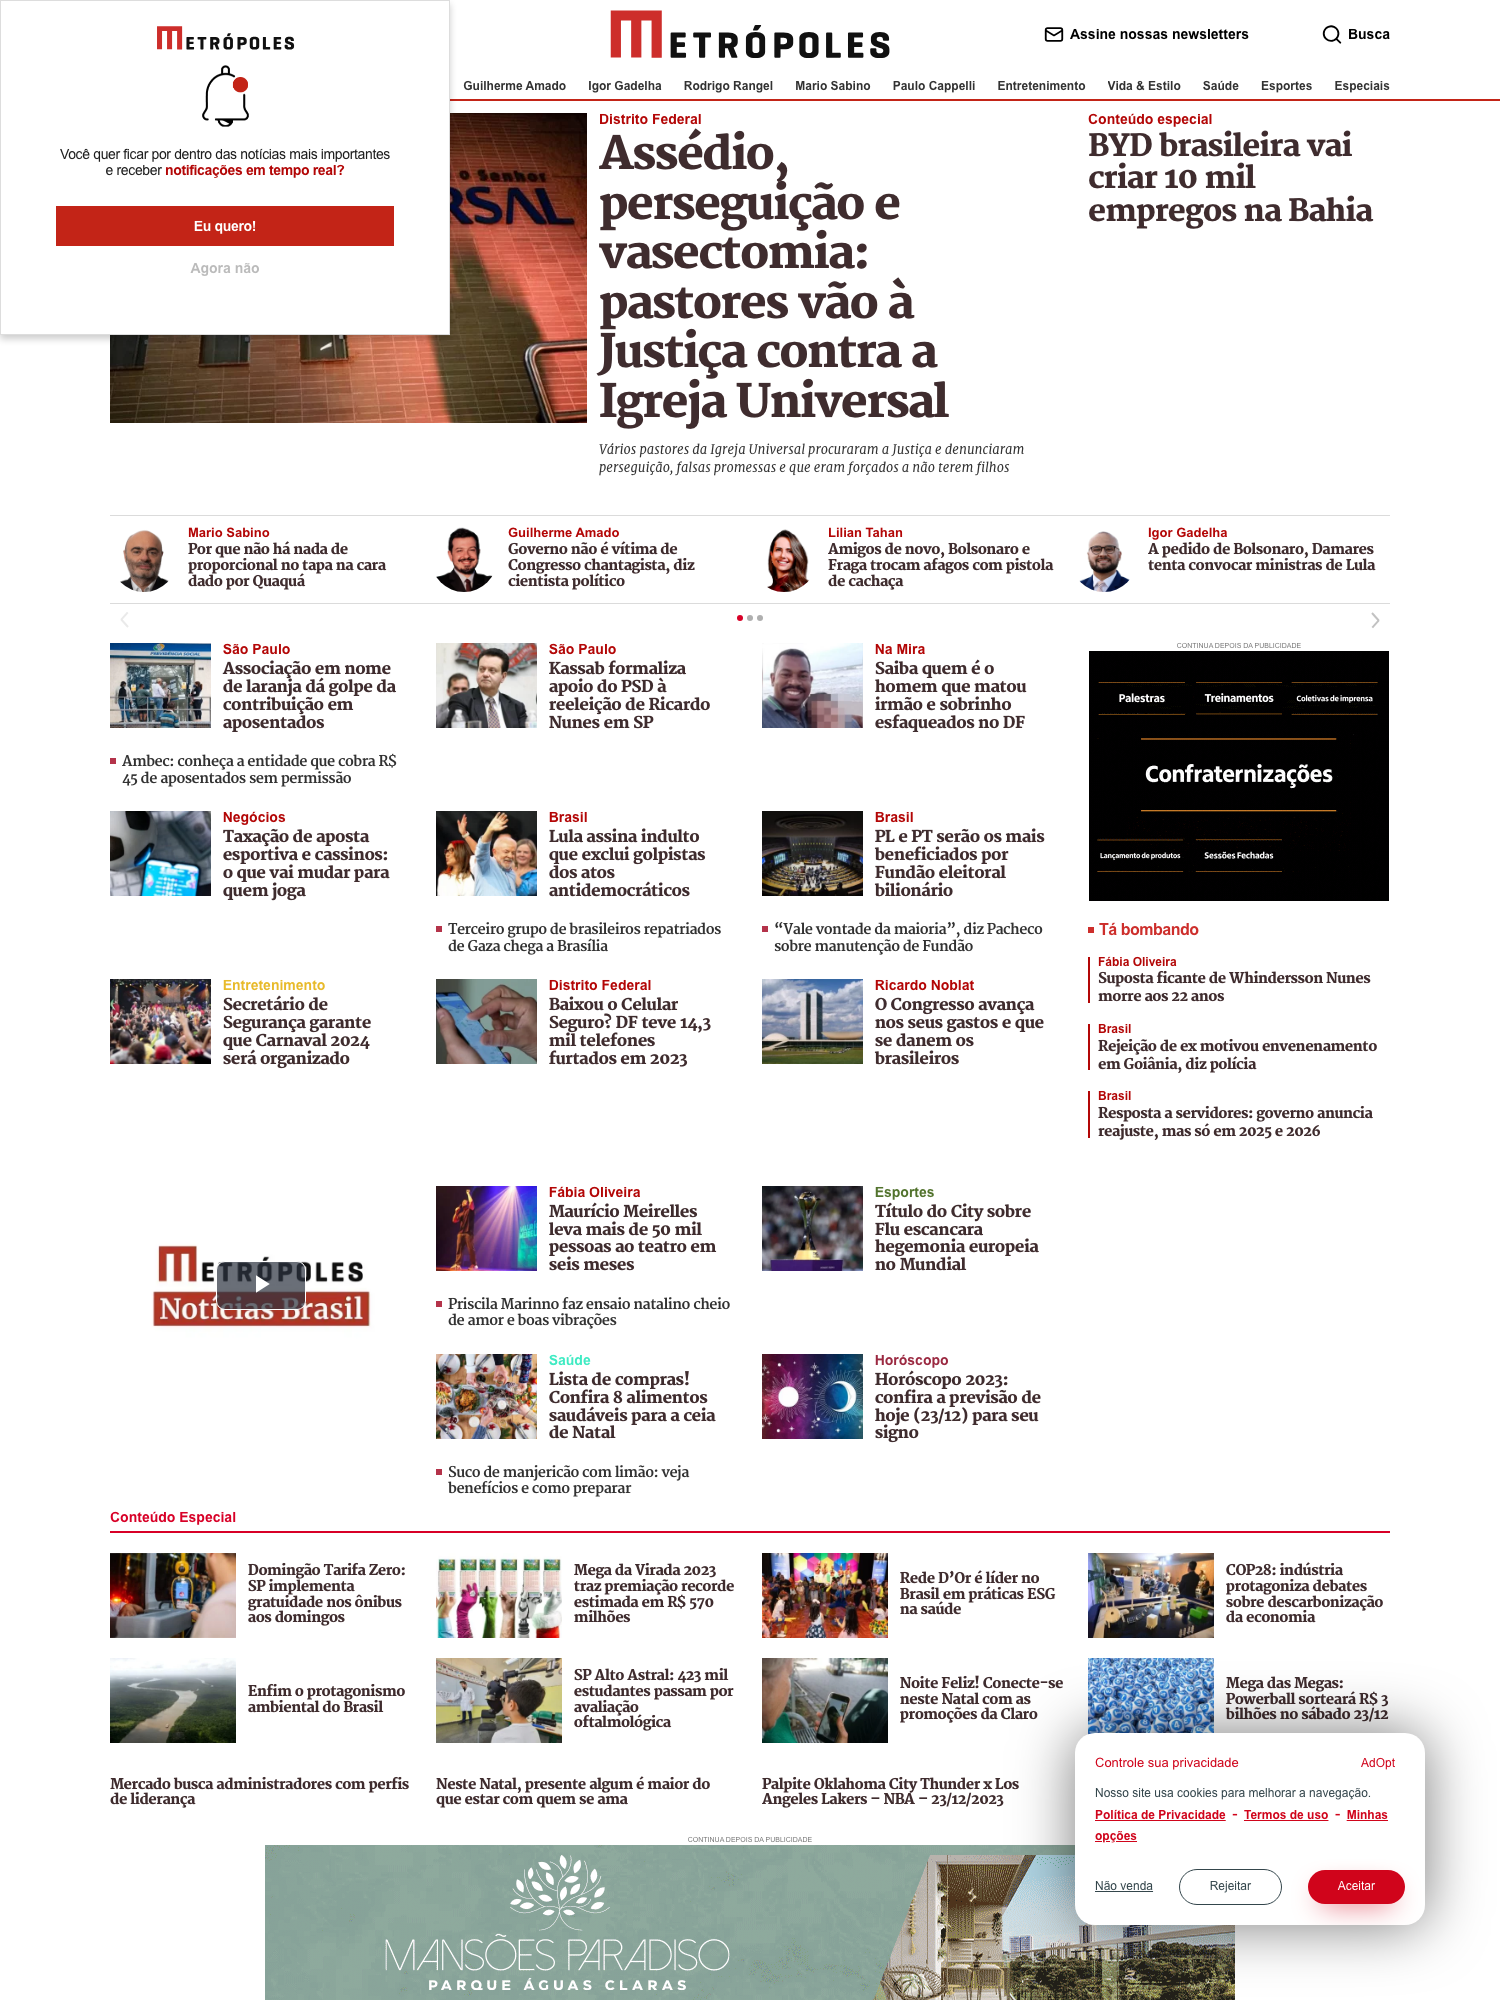 METRÓPOLES
Você quer ficar por dentro das notícias mais importantes
e receber notificações em tempo real?
Eu quero!
Agora não
METRÓPOLES
Assine nossas newsletters
Busca
Guilherme Amado
Igor Gadelha
Rodrigo Rangel
Mario Sabino
Paulo Cappelli
Entretenimento
Vida & Estilo
Saúde
Esportes
Especiais
o Senhor
RSAL
Distrito Federal
Assédio,
perseguição e
vasectomia:
pastores vão à
Justiça contra a
Igreja Universal
Vários pastores da Igreja Universal procuraram a Justiça e denunciaram
perseguição, falsas promessas e que eram forçados a não terem filhos
Conteúdo especial
BYD brasileira vai
criar 10 mil
empregos na Bahia
Mario Sabino
Por que não há nada de
proporcional no tapa na cara
dado por Quaquá
Guilherme Amado
Governo não é vítima de
Congresso chantagista, diz
cientista político
Lilian Tahan
Amigos de novo, Bolsonaro e
Fraga trocam afagos com pistola
de cachaça
Igor Gadelha
A pedido de Bolsonaro, Damares
tenta convocar ministras de Lula
PREVIDÊNCIA SOCIAL
São Paulo
Associação em nome
de laranja dá golpe da
contribuição em
aposentados
Ambec: conheça a entidade que cobra R$
45 de aposentados sem permissão
São Paulo
Kassab formaliza
apoio do PSD à
reeleição de Ricardo
Nunes em SP
Na Mira
Saiba quem é o
homem que matou
irmão e sobrinho
esfaqueados no DF
CONTINUA DEPOIS DA PUBLICIDADE
Palestras
Treinamentos
Coletivas de imprensa
Confraternizações
Lançamento de produtos
Sessões Fechadas
Negócios
Taxação de aposta
esportiva e cassinos:
o que vai mudar para
quem joga
Brasil
Lula assina indulto
que exclui golpistas
dos atos
antidemocráticos
Terceiro grupo de brasileiros repatriados
de Gaza chega a Brasília
Brasil
PL e PT serão os mais
beneficiados por
Fundão eleitoral
bilionário
“Vale vontade da maioria”, diz Pacheco
sobre manutenção de Fundão
Entretenimento
Secretário de
Segurança garante
que Carnaval 2024
será organizado
Distrito Federal
Baixou o Celular
Seguro? DF teve 14,3
mil telefones
furtados em 2023
Ricardo Noblat
O Congresso avança
nos seus gastos e que
se danem os
brasileiros
Tá bombando
Fábia Oliveira
Suposta ficante de Whindersson Nunes
morre aos 22 anos
Brasil
Rejeição de ex motivou envenenamento
em Goiânia, diz polícia
Brasil
Resposta a servidores: governo anuncia
reajuste, mas só em 2025 e 2026
METRÓPOLES
Notícias Brasil
Fábia Oliveira
Maurício Meirelles
leva mais de 50 mil
pessoas ao teatro em
seis meses
Priscila Marinno faz ensaio natalino cheio
de amor e boas vibrações
Esportes
Título do City sobre
Flu escancara
hegemonia europeia
no Mundial
Saúde
Lista de compras!
Confira 8 alimentos
saudáveis para a ceia
de Natal
Suco de manjericão com limão: veja
benefícios e como preparar
Horóscopo
Horóscopo 2023:
confira a previsão de
hoje (23/12) para seu
signo
Conteúdo Especial
Domingão Tarifa Zero:
SP implementa
gratuidade nos ônibus
aos domingos
Mega da Virada 2023
traz premiação recorde
estimada em R$ 570
milhões
Rede D’Or é líder no
Brasil em práticas ESG
na saúde
COP28: indústria
protagoniza debates
sobre descarbonização
da economia
Enfim o protagonismo
ambiental do Brasil
SP Alto Astral: 423 mil
estudantes passam por
avaliação
oftalmológica
Noite Feliz! Conecte-se
neste Natal com as
promoções da Claro
Mega das Megas:
Powerball sorteará R$ 3
bilhões no sábado 23/12
Mercado busca administradores com perfis
de liderança
Neste Natal, presente algum é maior do
que estar com quem se ama
Palpite Oklahoma City Thunder x Los
Angeles Lakers – NBA – 23/12/2023
Controle sua privacidade
AdOpt
Nosso site usa cookies para melhorar a navegação.
Política de Privacidade - Termos de uso - Minhas
opções
Não venda
Rejeitar
Aceitar
CONTINUA DEPOIS DA PUBLICIDADE
MANSÕES PARADISO
PARQUE ÁGUAS CLARAS